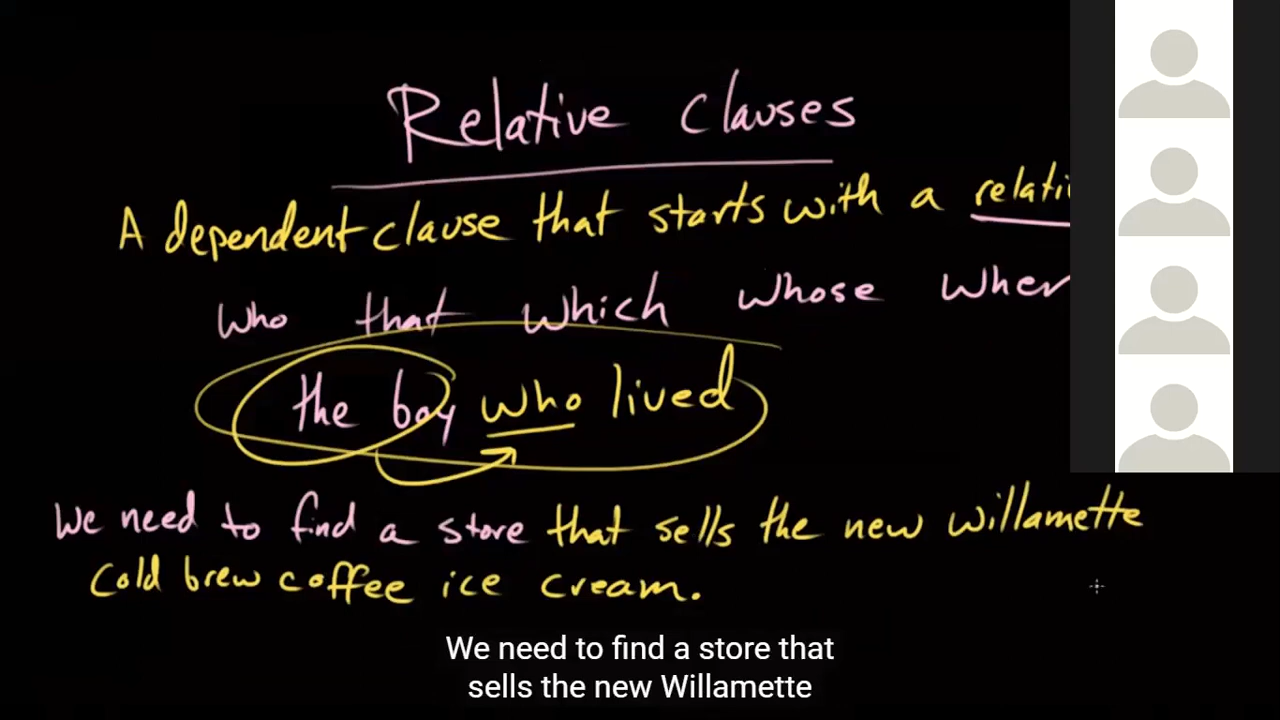 Relative Clauses
A dependent clause that starts with a
who that which whose
the boy who lived
We need to find a store that sells the new willamette
Cold brew coffee ice cream.
We need to find a store that
sells the new Willamette